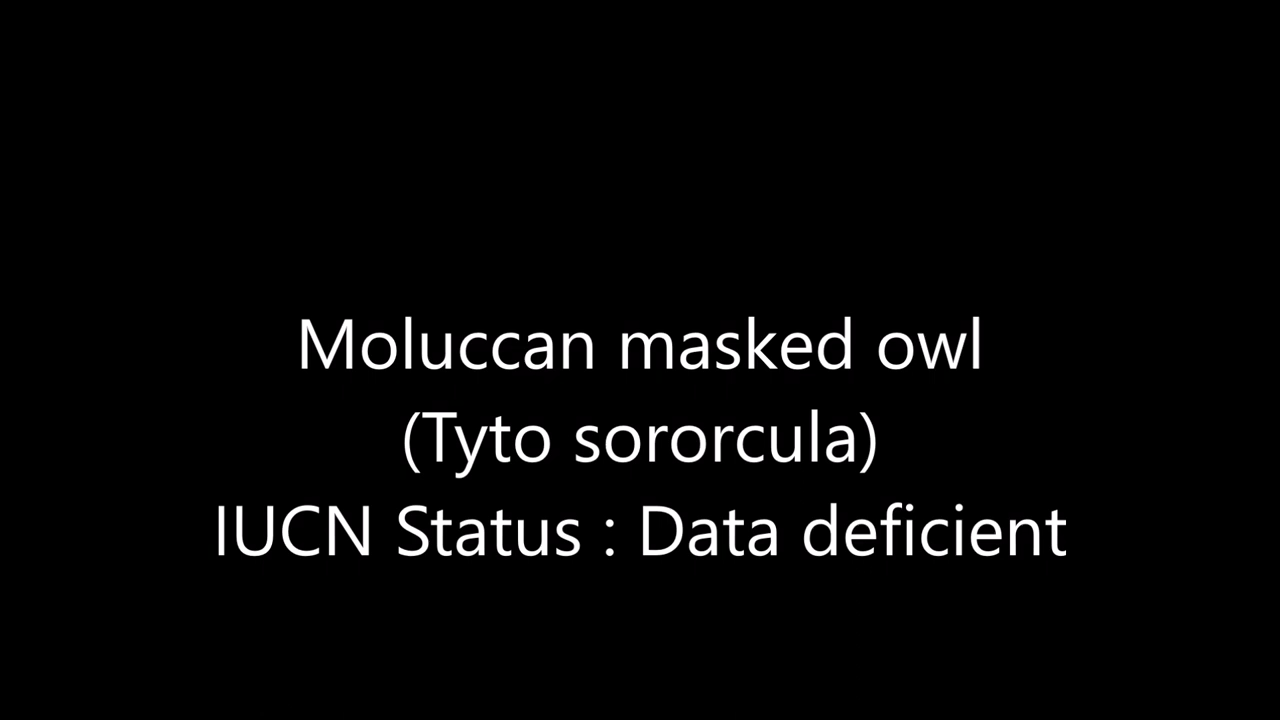 Moluccan masked owl
(Tyto sororcula)
IUCN Status : Data deficient